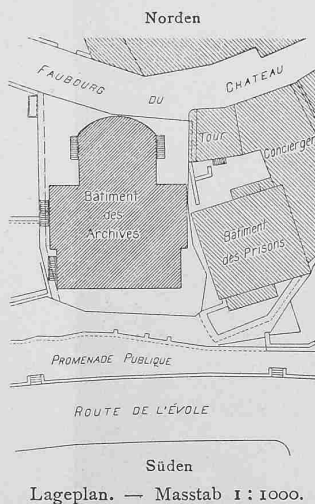 Norden
FAUBOURG DU CHATEAU
Tour
Concierger
Bâtiment
des
Archives
Bâtiment
des Prisons
PROMENADE PUBLIQUE
ROUTE DE L'ÉVOLE
Süden
Lageplan. — Masstab 1 : 1000.